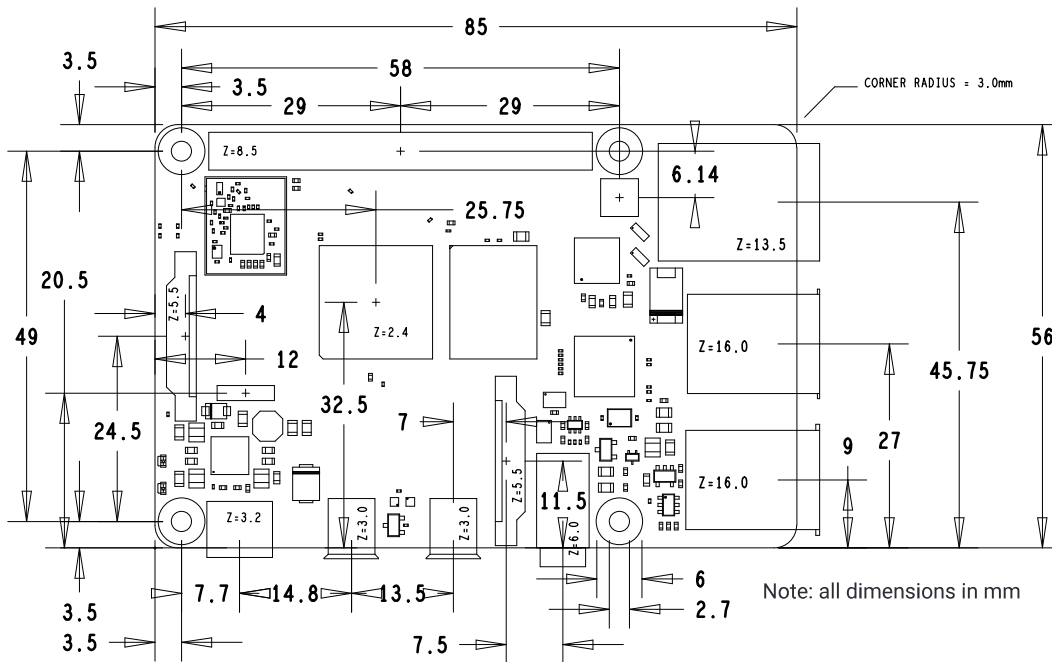 85
3.5
58
3.5
CORNER RADIUS = 3.0mm
29
29
Z=8.5
6.14
25.75
Z=13.5
20.5
Z=5.5
4
Z=2.4
49
56
12
Z=16.0
45.75
32.5
7
24.5
27
9
Z=16.0
Z=5.5
11.5
Z=3.2
Z=3.0
Z=3.0
Z=6.0
7.7
14.8
13.5
6
Note: all dimensions in mm
3.5
2.7
3.5
7.5